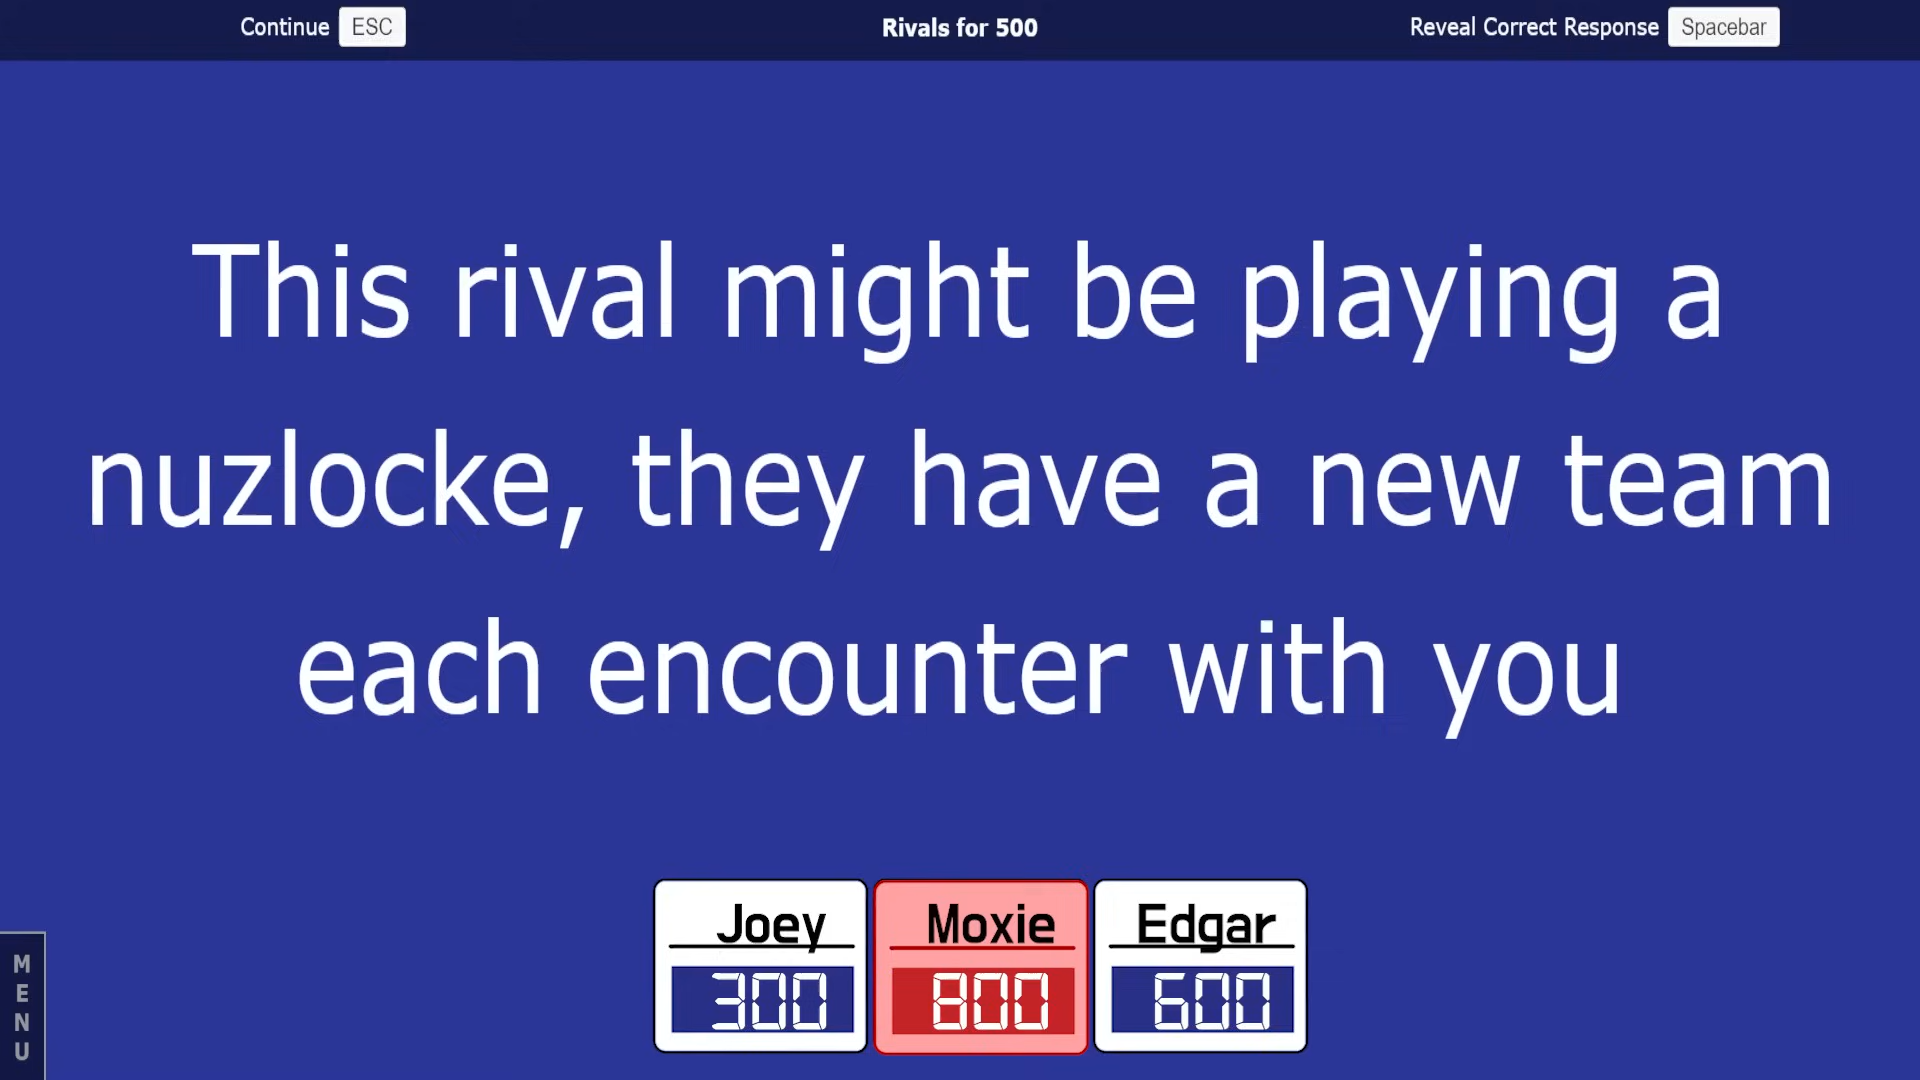 Continue ESC Rivals for 500 Reveal Correct Response Spacebar
This rival might be playing a
nuzlocke, they have a new team
each encounter with you
Joey Moxie Edgar
300 800 600
MENU